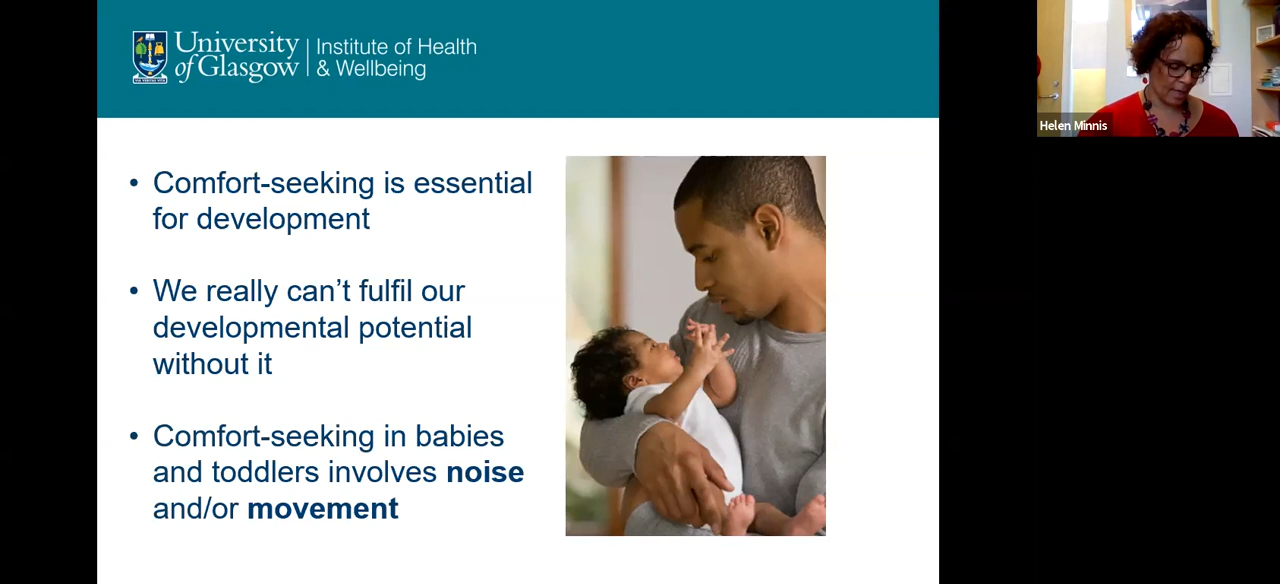 University
of Glasgow
Institute of Health
& Wellbeing
• Comfort-seeking is essential
for development
• We really can’t fulfil our
developmental potential
without it
• Comfort-seeking in babies
and toddlers involves noise
and/or movement
Helen Minnis